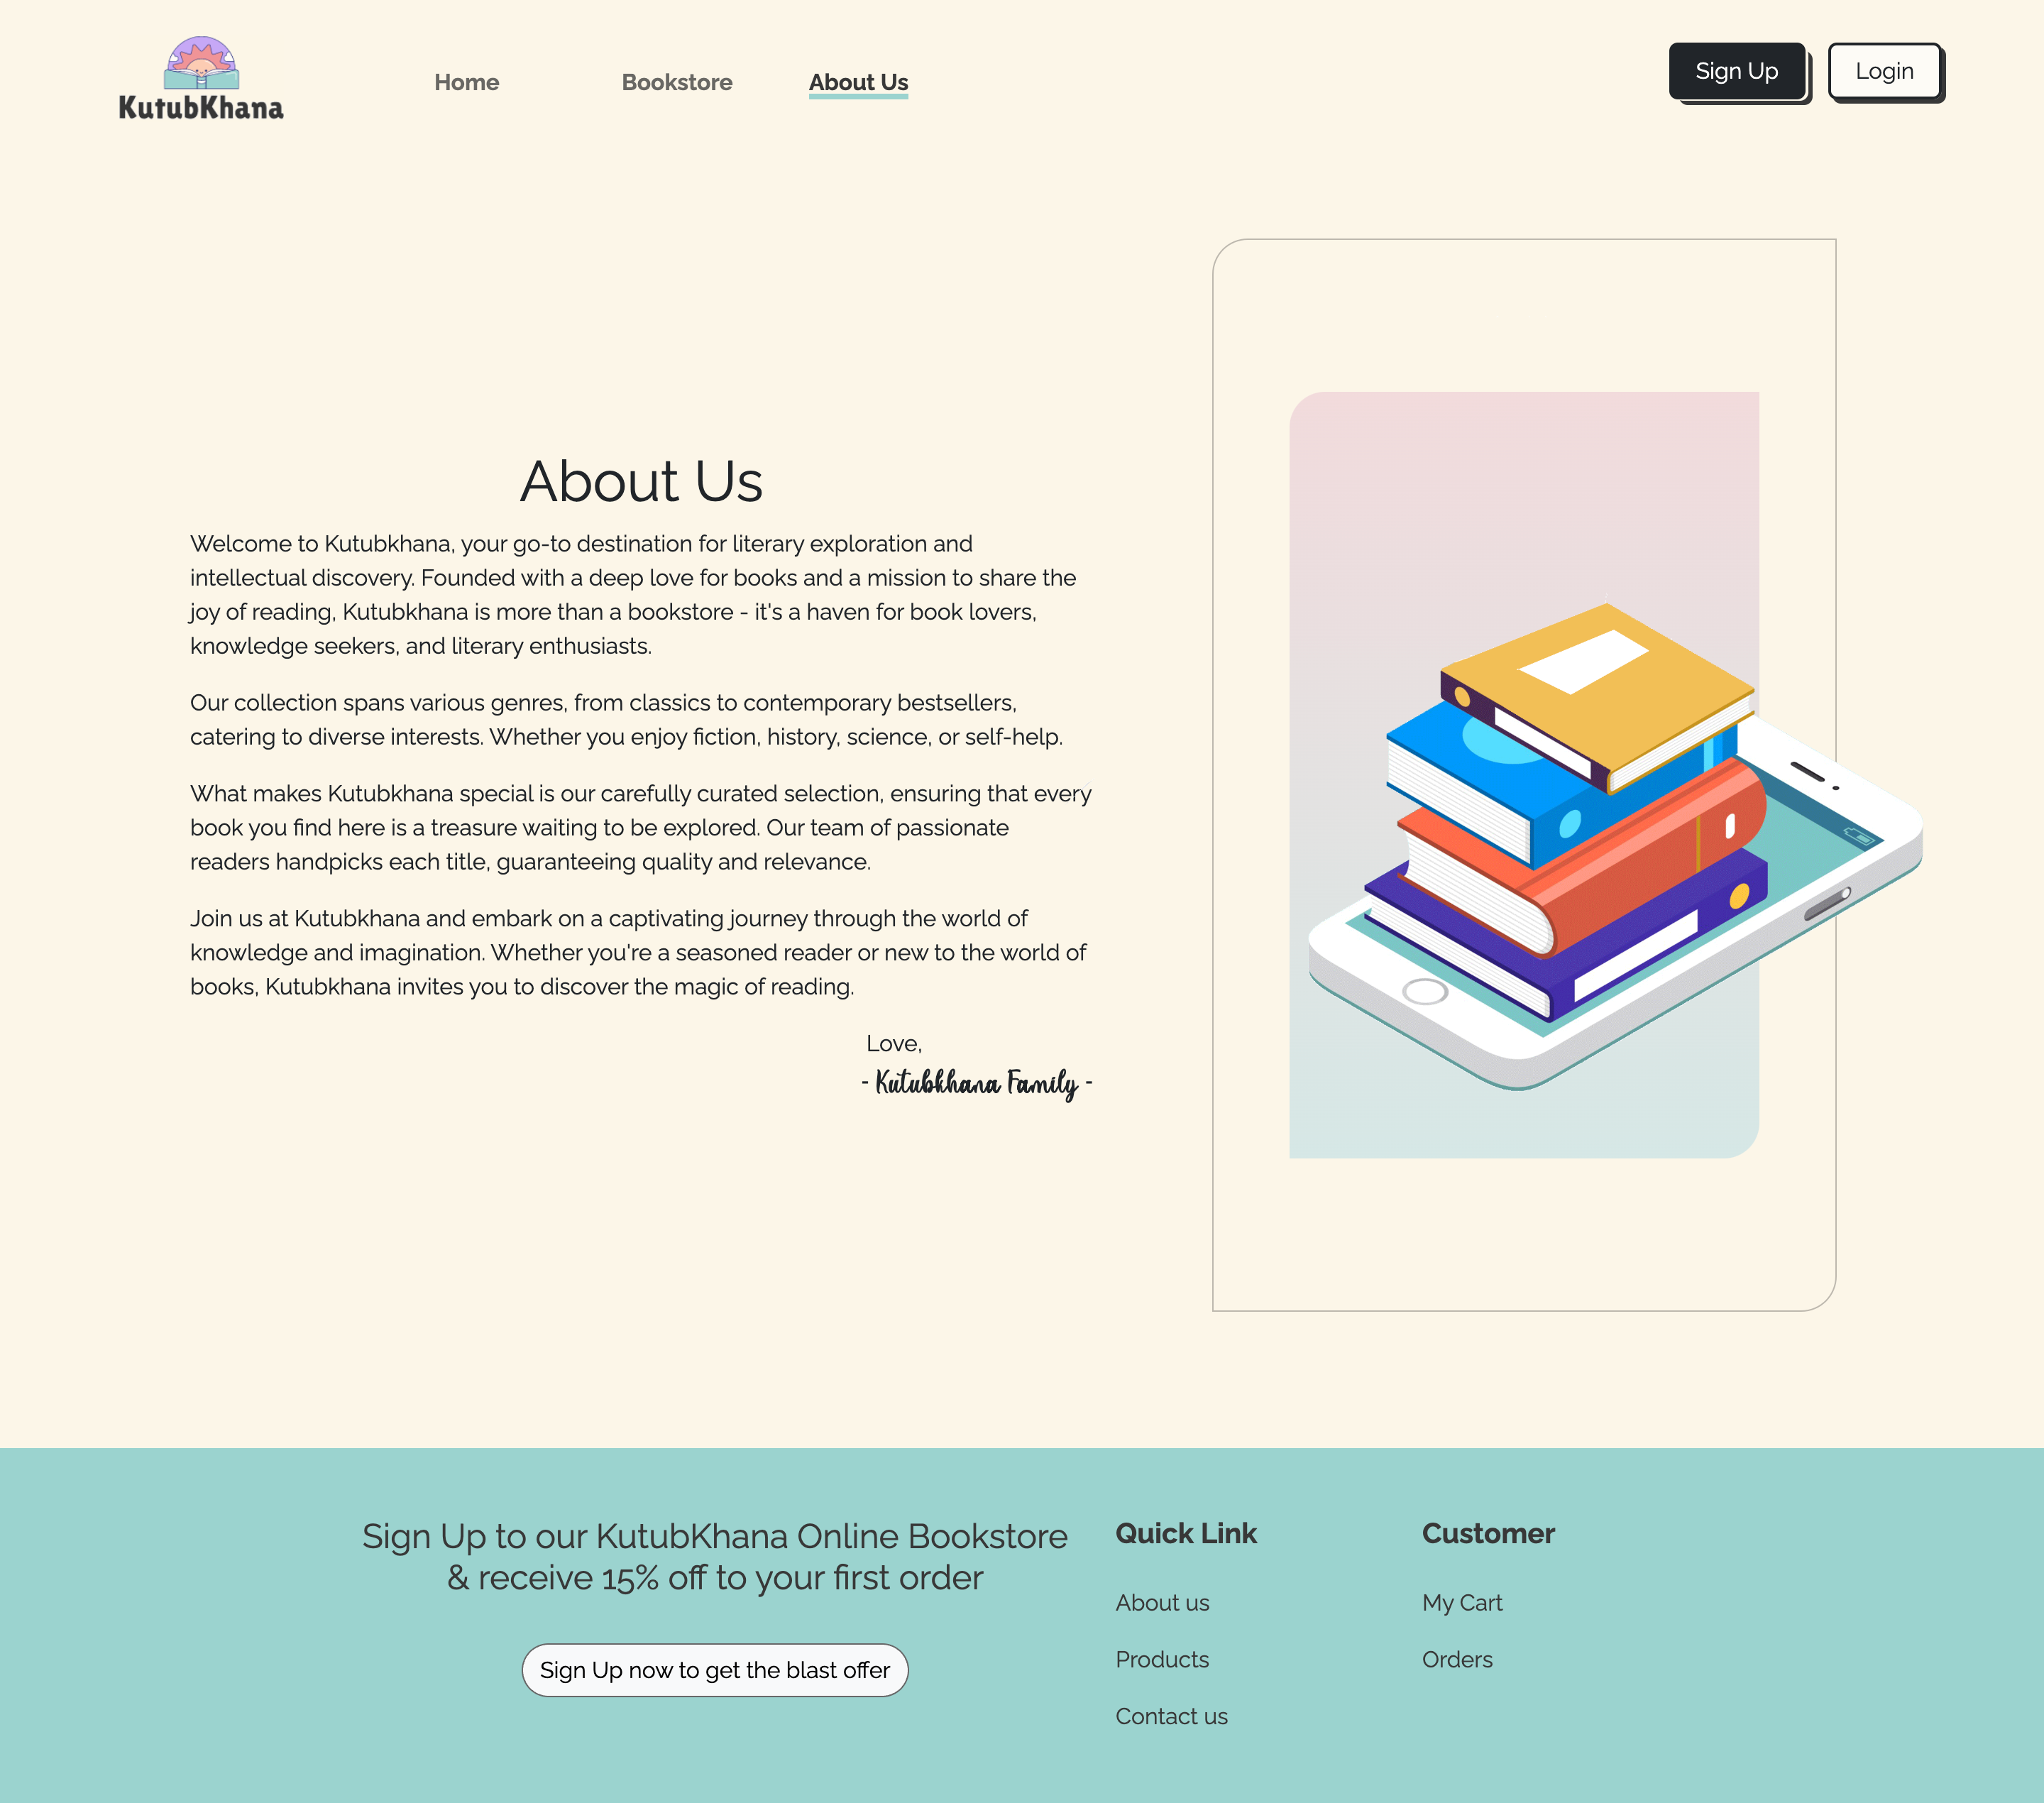 KutubKhana
Home
Bookstore
About Us
Sign Up
Login
About Us
Welcome to Kutubkhana, your go-to destination for literary exploration and
intellectual discovery. Founded with a deep love for books and a mission to share the
joy of reading, Kutubkhana is more than a bookstore - it's a haven for book lovers,
knowledge seekers, and literary enthusiasts.
Our collection spans various genres, from classics to contemporary bestsellers,
catering to diverse interests. Whether you enjoy fiction, history, science, or self-help.
What makes Kutubkhana special is our carefully curated selection, ensuring that every
book you find here is a treasure waiting to be explored. Our team of passionate
readers handpicks each title, guaranteeing quality and relevance.
Join us at Kutubkhana and embark on a captivating journey through the world of
knowledge and imagination. Whether you're a seasoned reader or new to the world of
books, Kutubkhana invites you to discover the magic of reading.
Love,
- Kutubkhana Family -
Sign Up to our KutubKhana Online Bookstore
& receive 15% off to your first order
Sign Up now to get the blast offer
Quick Link
About us
Products
Contact us
Customer
My Cart
Orders